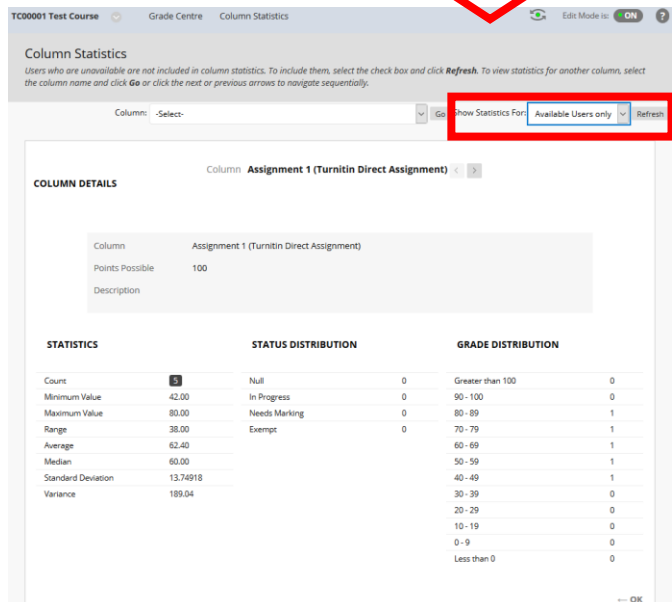 TC00001 Test Course Grade Centre Column Statistics Edit Mode is: ON ?
Column Statistics
Users who are unavailable are not included in column statistics. To include them, select the check box and click Refresh. To view statistics for another column, select
the column name and click Go or click the next or previous arrows to navigate sequentially.
Column: -Select- Go Show Statistics For: Available Users only Refresh
Column Assignment 1 (Turnitin Direct Assignment) < >
COLUMN DETAILS
Column Assignment 1 (Turnitin Direct Assignment)
Points Possible 100
Description
STATISTICS STATUS DISTRIBUTION GRADE DISTRIBUTION
Count 5 Null 0 Greater than 100 0
Minimum Value 42.00 In Progress 0 90 - 100 0
Maximum Value 80.00 Needs Marking 0 80 - 89 1
Range 38.00 Exempt 0 70 - 79 1
Average 62.40 60 - 69 1
Median 60.00 50 - 59 1
Standard Deviation 13.74918 40 - 49 1
Variance 189.04 30 - 39 0
20 - 29 0
10 - 19 0
0 - 9 0
Less than 0 0
← OK